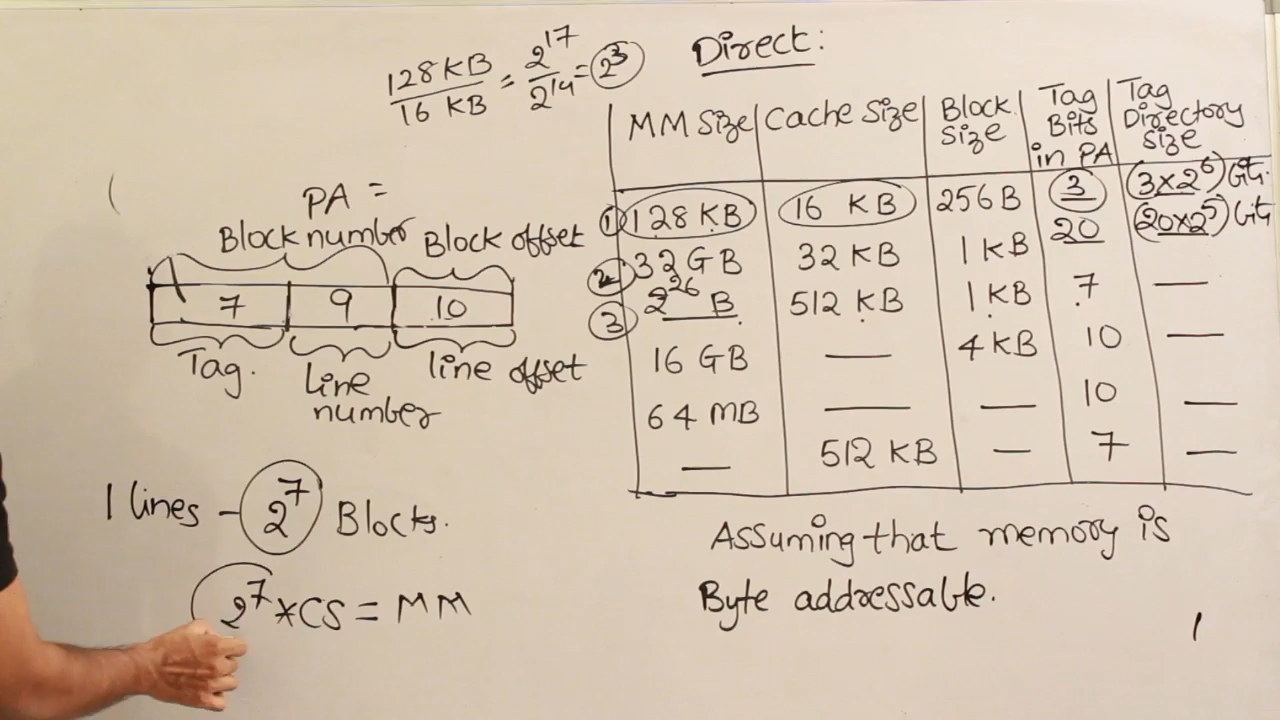 128 KB / 16 KB = 2^17 / 2^14 = 2^3
Direct:
MM Size | Cache Size | Block Size | Tag Bits in PA | Tag Directory Size
① 128 KB | 16 KB | 256 B | 3 | (3×2^6) bits
② 32 GB | 32 KB | 1 KB | 20 | (20×2^5) bits
③ 2^26 B | 512 KB | 1 KB | 7 | —
16 GB | — | 4 KB | 10 | —
64 MB | — | — | 10 | —
— | 512 KB | — | 7 | —
Assuming that memory is
Byte addressable.
PA =
Block number Block offset
7 | 9 | 10
Tag. Line number line offset
1 lines - 2^7 Blocks.
2^7 * CS = MM